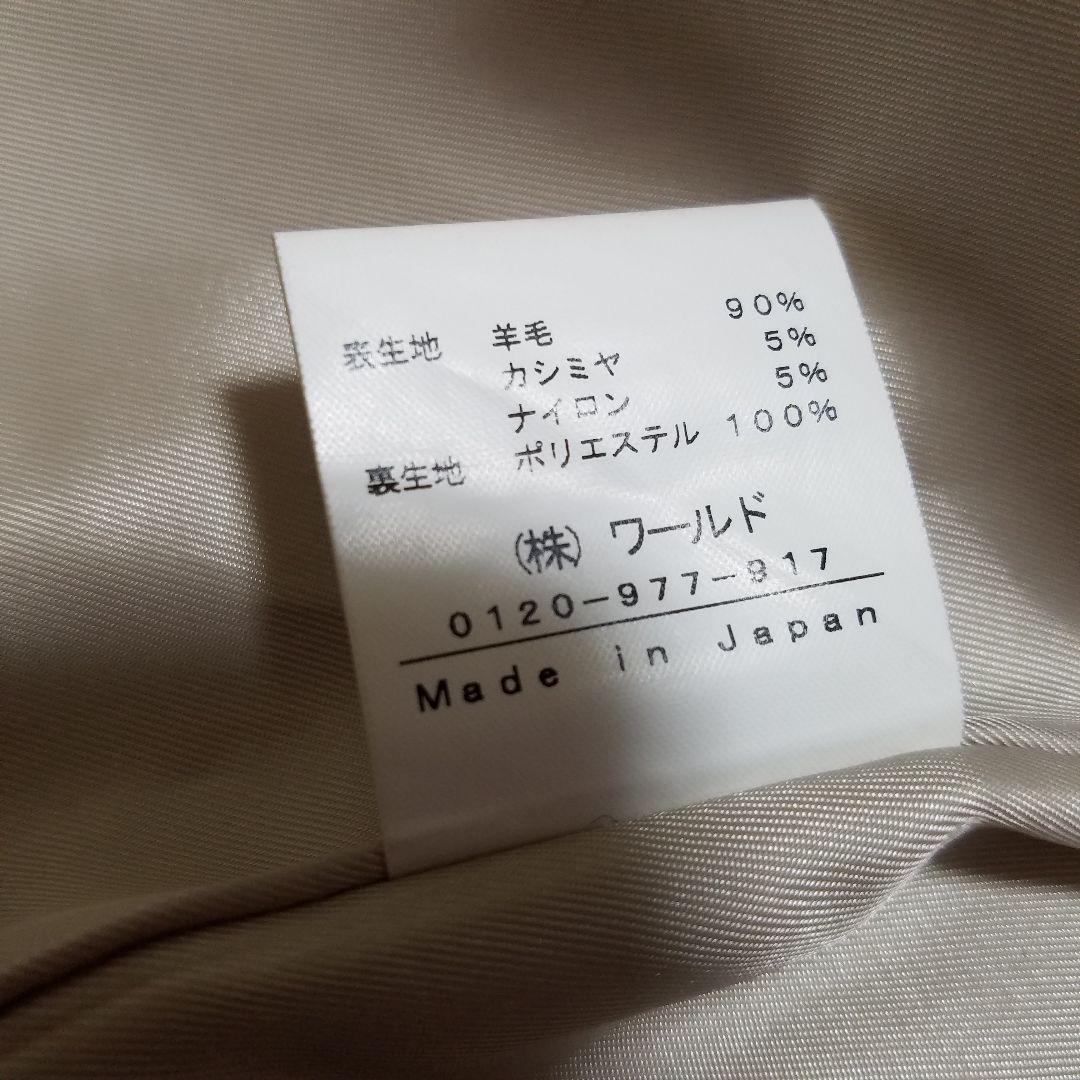 表生地 羊毛 90%
カシミヤ 5%
ナイロン 5%
裏生地 ポリエステル 100%
(株) ワールド
0120-977-917
Made in Japan